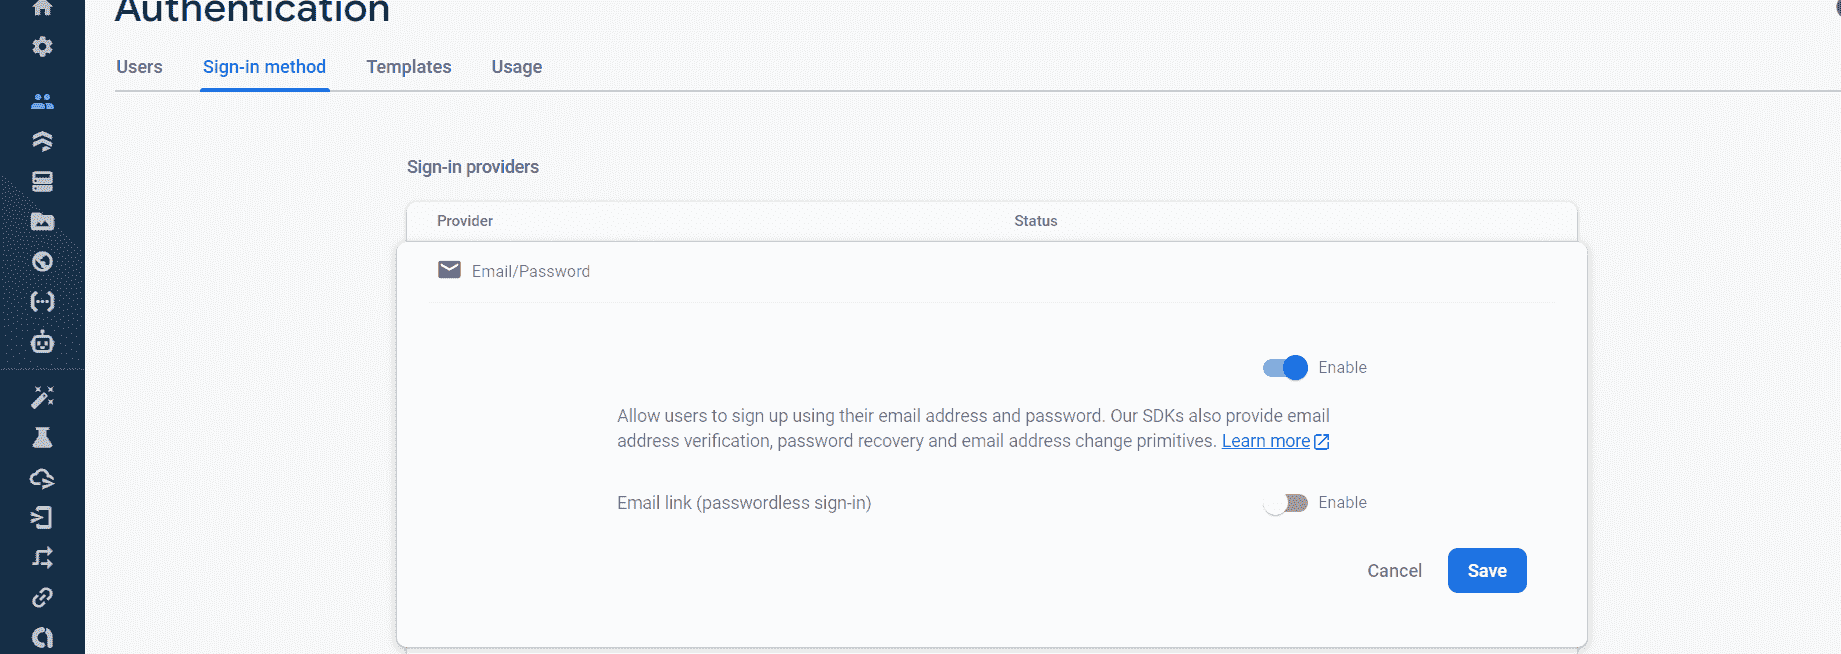 Authentication
Users Sign-in method Templates Usage
Sign-in providers
Provider Status
Email/Password
Enable
Allow users to sign up using their email address and password. Our SDKs also provide email
address verification, password recovery and email address change primitives. Learn more
Email link (passwordless sign-in) Enable
Cancel Save